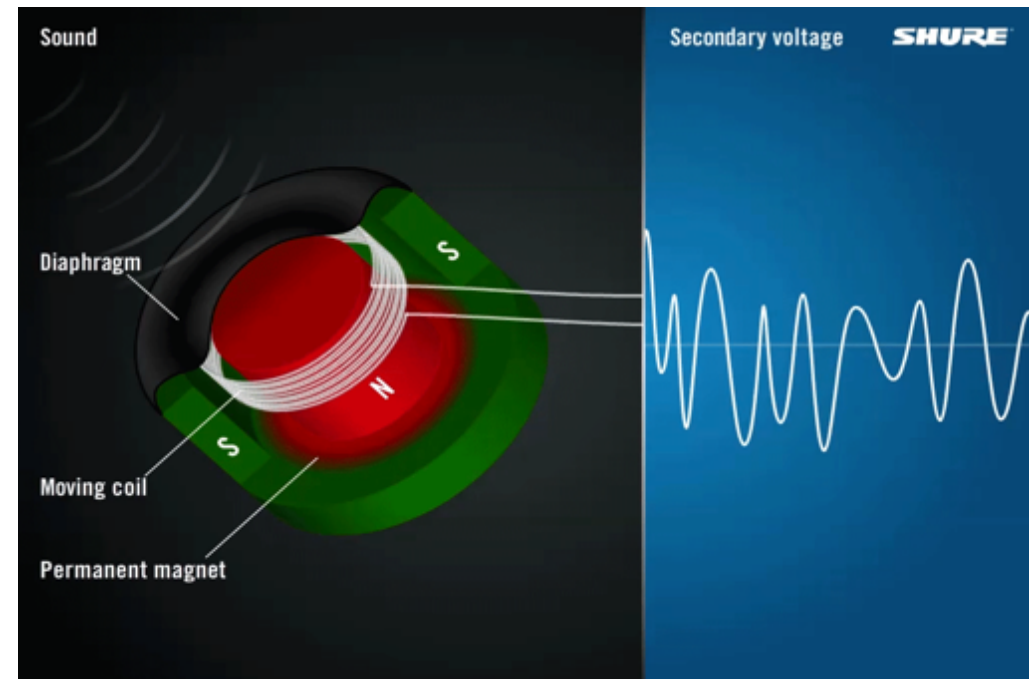 Sound
Secondary voltage
SHURE
Diaphragm
S
N
S
Moving coil
Permanent magnet